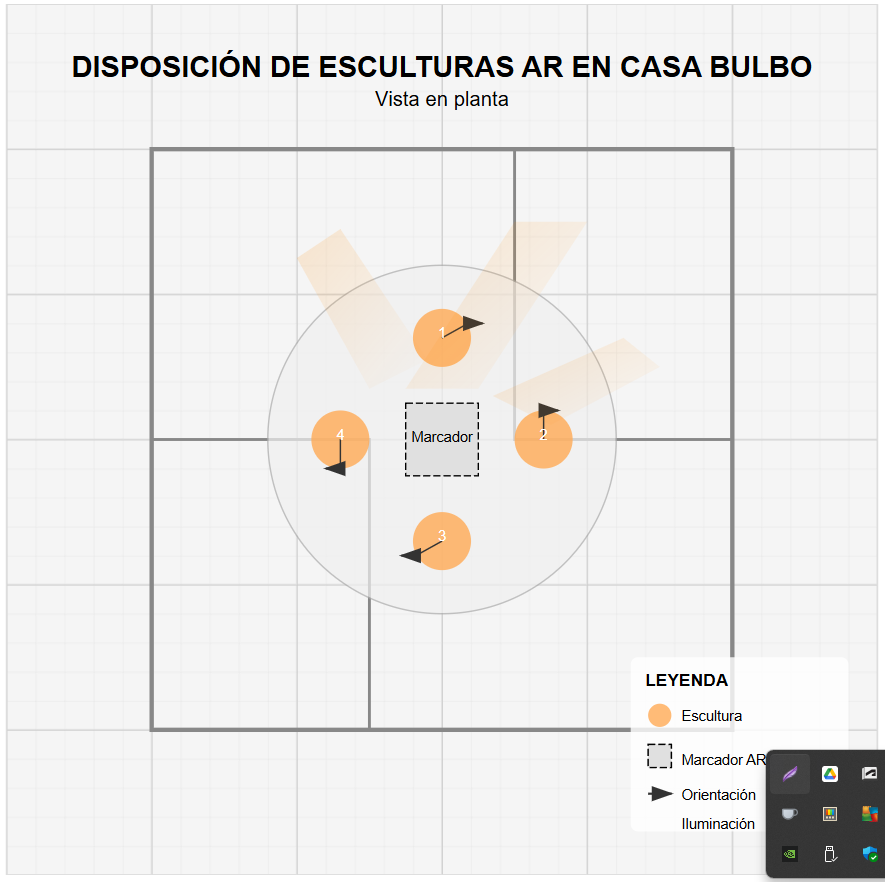 DISPOSICIÓN DE ESCULTURAS AR EN CASA BULBO
Vista en planta
1
4
Marcador
2
3
LEYENDA
Escultura
Marcador AR
Orientación
Iluminación